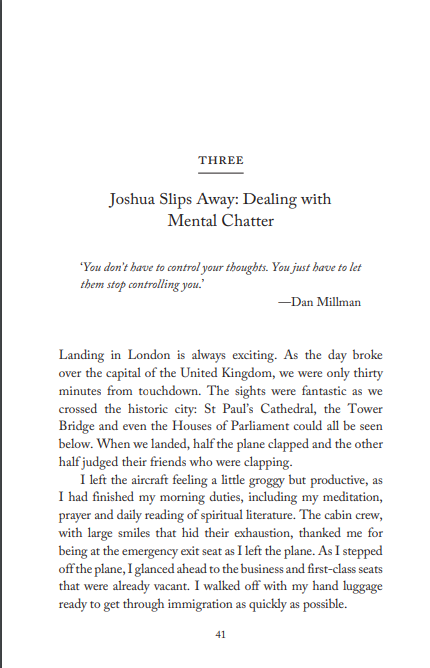 THREE
Joshua Slips Away: Dealing with
Mental Chatter
‘You don’t have to control your thoughts. You just have to let
them stop controlling you.’
—Dan Millman
Landing in London is always exciting. As the day broke
over the capital of the United Kingdom, we were only thirty
minutes from touchdown. The sights were fantastic as we
crossed the historic city: St Paul’s Cathedral, the Tower
Bridge and even the Houses of Parliament could all be seen
below. When we landed, half the plane clapped and the other
half judged their friends who were clapping.
I left the aircraft feeling a little groggy but productive, as
I had finished my morning duties, including my meditation,
prayer and daily reading of spiritual literature. The cabin crew,
with large smiles that hid their exhaustion, thanked me for
being at the emergency exit seat as I left the plane. As I stepped
off the plane, I glanced ahead to the business and first-class seats
that were already vacant. I walked off with my hand luggage
ready to get through immigration as quickly as possible.
41